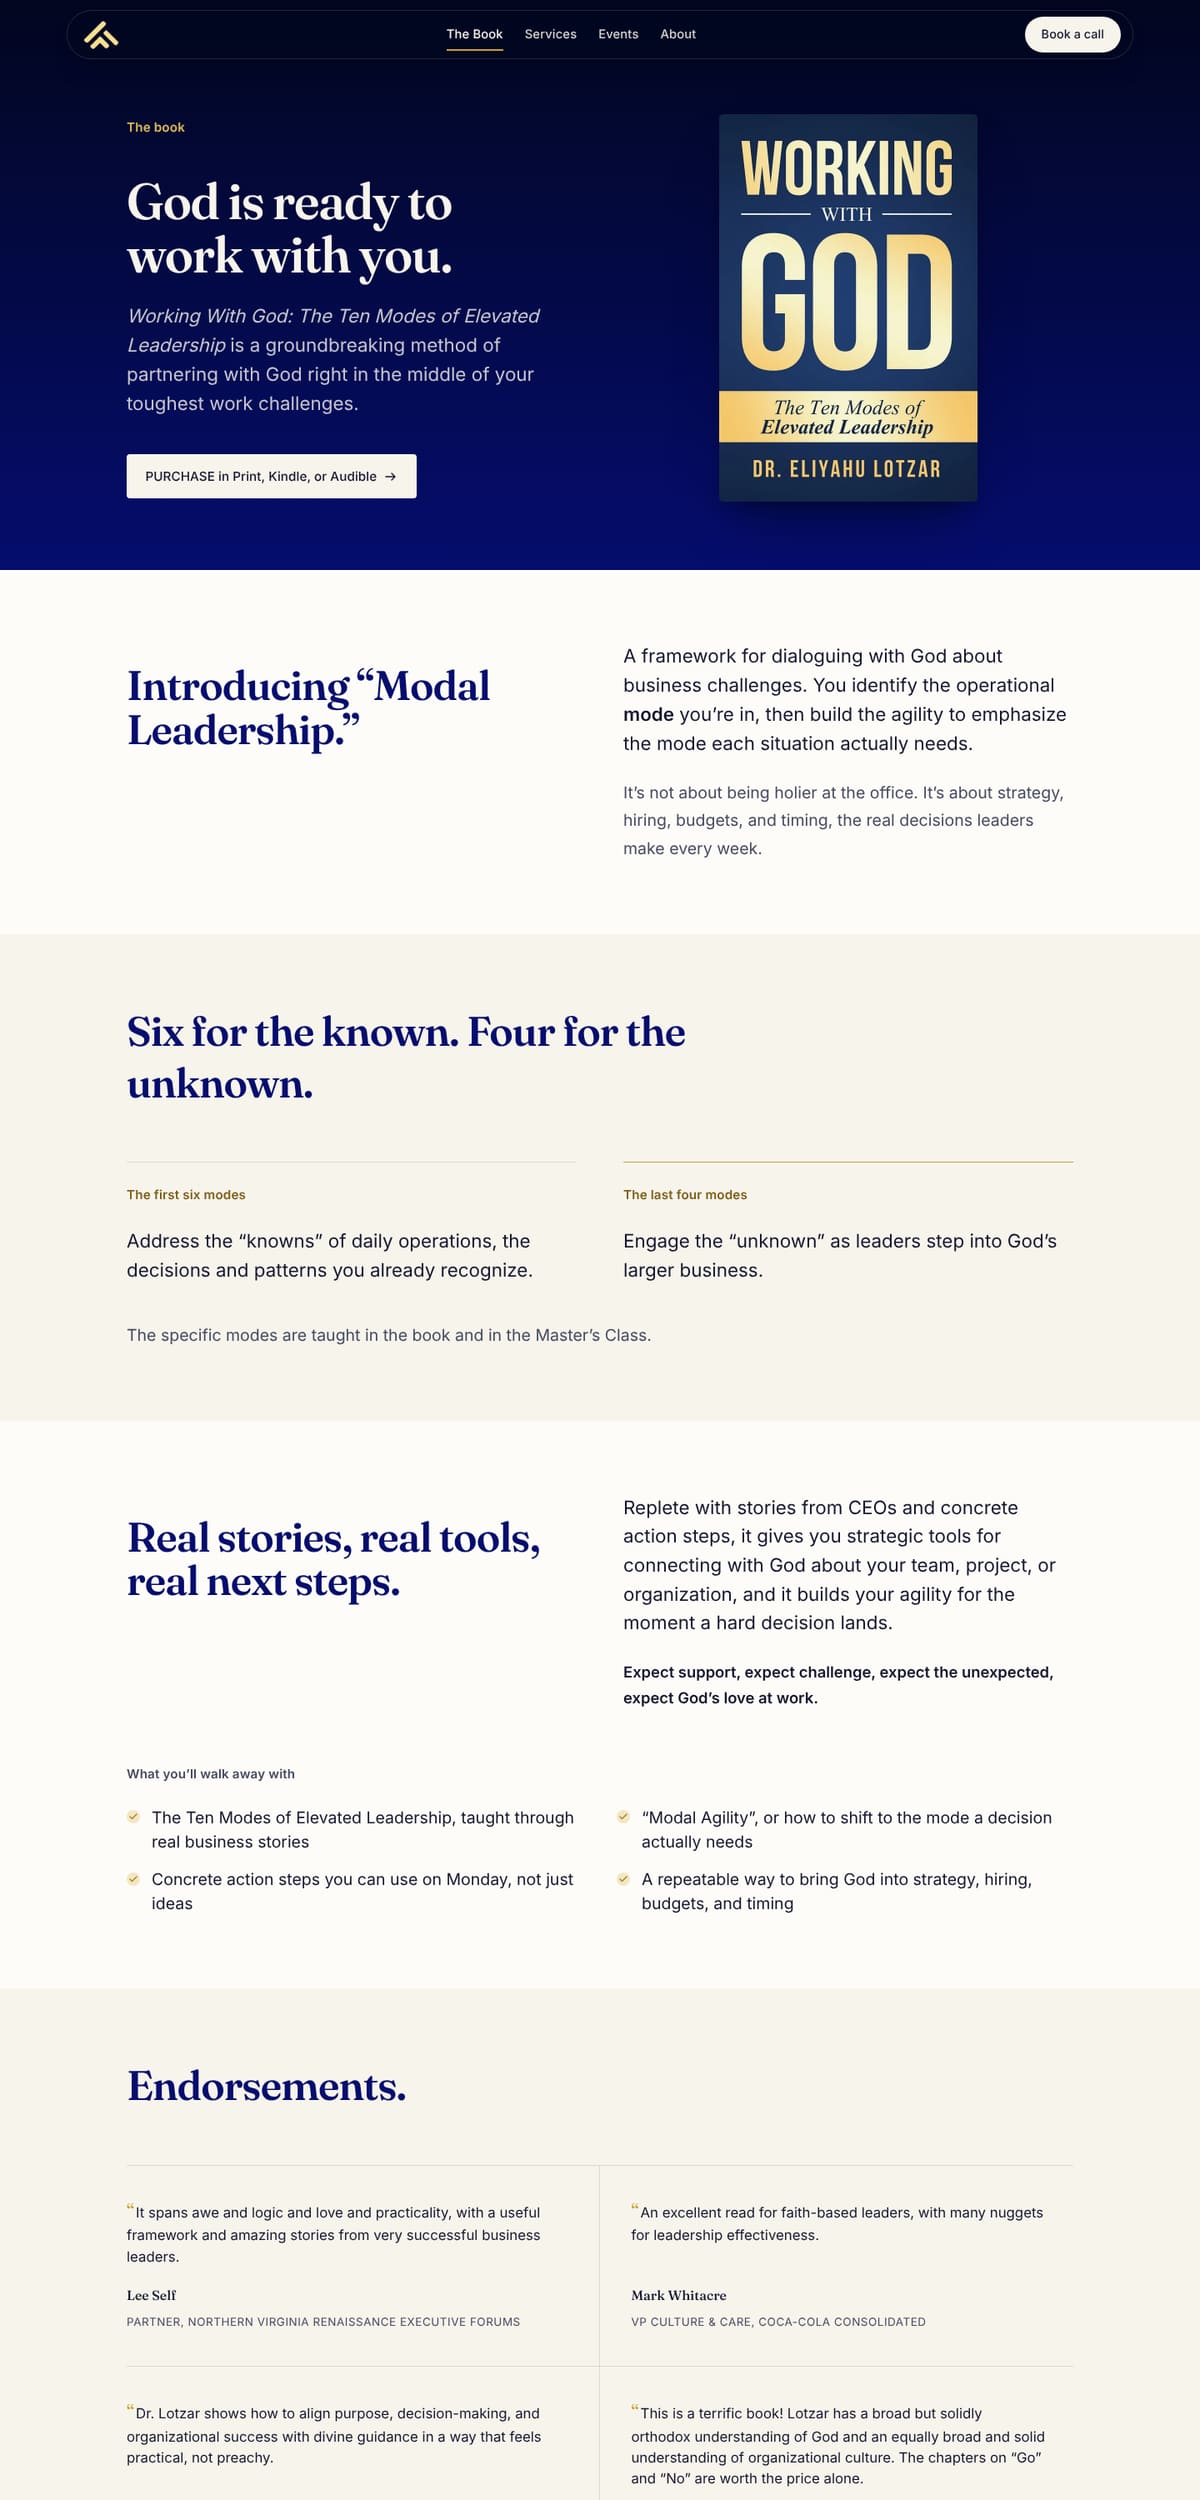 The Book
Services
Events
About
Book a call
The book
God is ready to
work with you.
Working With God: The Ten Modes of Elevated
Leadership is a groundbreaking method of
partnering with God right in the middle of your
toughest work challenges.
PURCHASE in Print, Kindle, or Audible →
WORKING
WITH
GOD
The Ten Modes of
Elevated Leadership
DR. ELIYAHU LOTZAR
Introducing “Modal
Leadership.”
A framework for dialoguing with God about
business challenges. You identify the operational
mode you’re in, then build the agility to emphasize
the mode each situation actually needs.
It’s not about being holier at the office. It’s about strategy,
hiring, budgets, and timing, the real decisions leaders
make every week.
Six for the known. Four for the
unknown.
The first six modes
Address the “knowns” of daily operations, the
decisions and patterns you already recognize.
The last four modes
Engage the “unknown” as leaders step into God’s
larger business.
The specific modes are taught in the book and in the Master’s Class.
Real stories, real tools,
real next steps.
Replete with stories from CEOs and concrete
action steps, it gives you strategic tools for
connecting with God about your team, project, or
organization, and it builds your agility for the
moment a hard decision lands.
Expect support, expect challenge, expect the unexpected,
expect God’s love at work.
What you’ll walk away with
The Ten Modes of Elevated Leadership, taught through
real business stories
“Modal Agility”, or how to shift to the mode a decision
actually needs
Concrete action steps you can use on Monday, not just
ideas
A repeatable way to bring God into strategy, hiring,
budgets, and timing
Endorsements.
“It spans awe and logic and love and practicality, with a useful
framework and amazing stories from very successful business
leaders.
Lee Self
PARTNER, NORTHERN VIRGINIA RENAISSANCE EXECUTIVE FORUMS
“An excellent read for faith-based leaders, with many nuggets
for leadership effectiveness.
Mark Whitacre
VP CULTURE & CARE, COCA-COLA CONSOLIDATED
“Dr. Lotzar shows how to align purpose, decision-making, and
organizational success with divine guidance in a way that feels
practical, not preachy.
“This is a terrific book! Lotzar has a broad but solidly
orthodox understanding of God and an equally broad and solid
understanding of organizational culture. The chapters on “Go”
and “No” are worth the price alone.